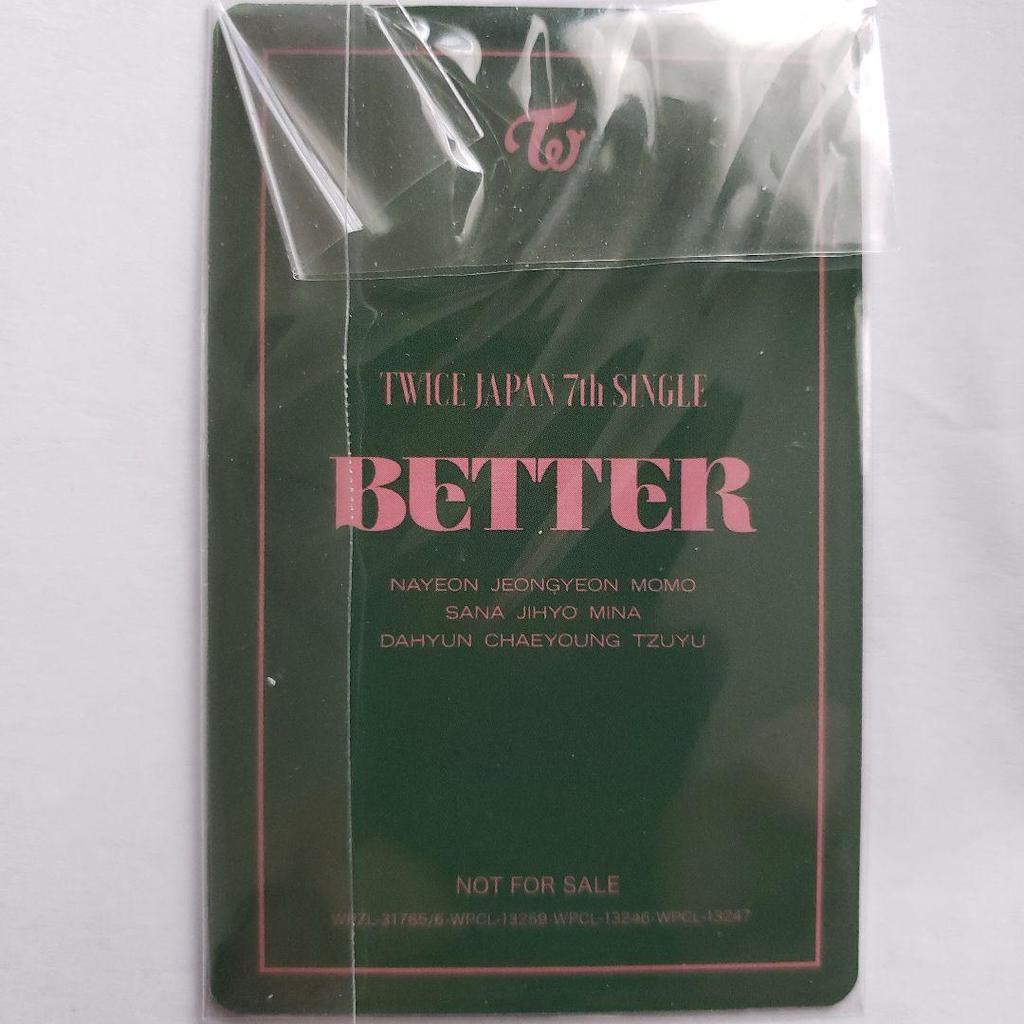 TW
TWICE JAPAN 7th SINGLE
BETTER
NAYEON JEONGYEON MOMO
SANA JIHYO MINA
DAHYUN CHAEYOUNG TZUYU
NOT FOR SALE
WPZL-31785/6·WPCL-13259·WPCL-13246·WPCL-13247